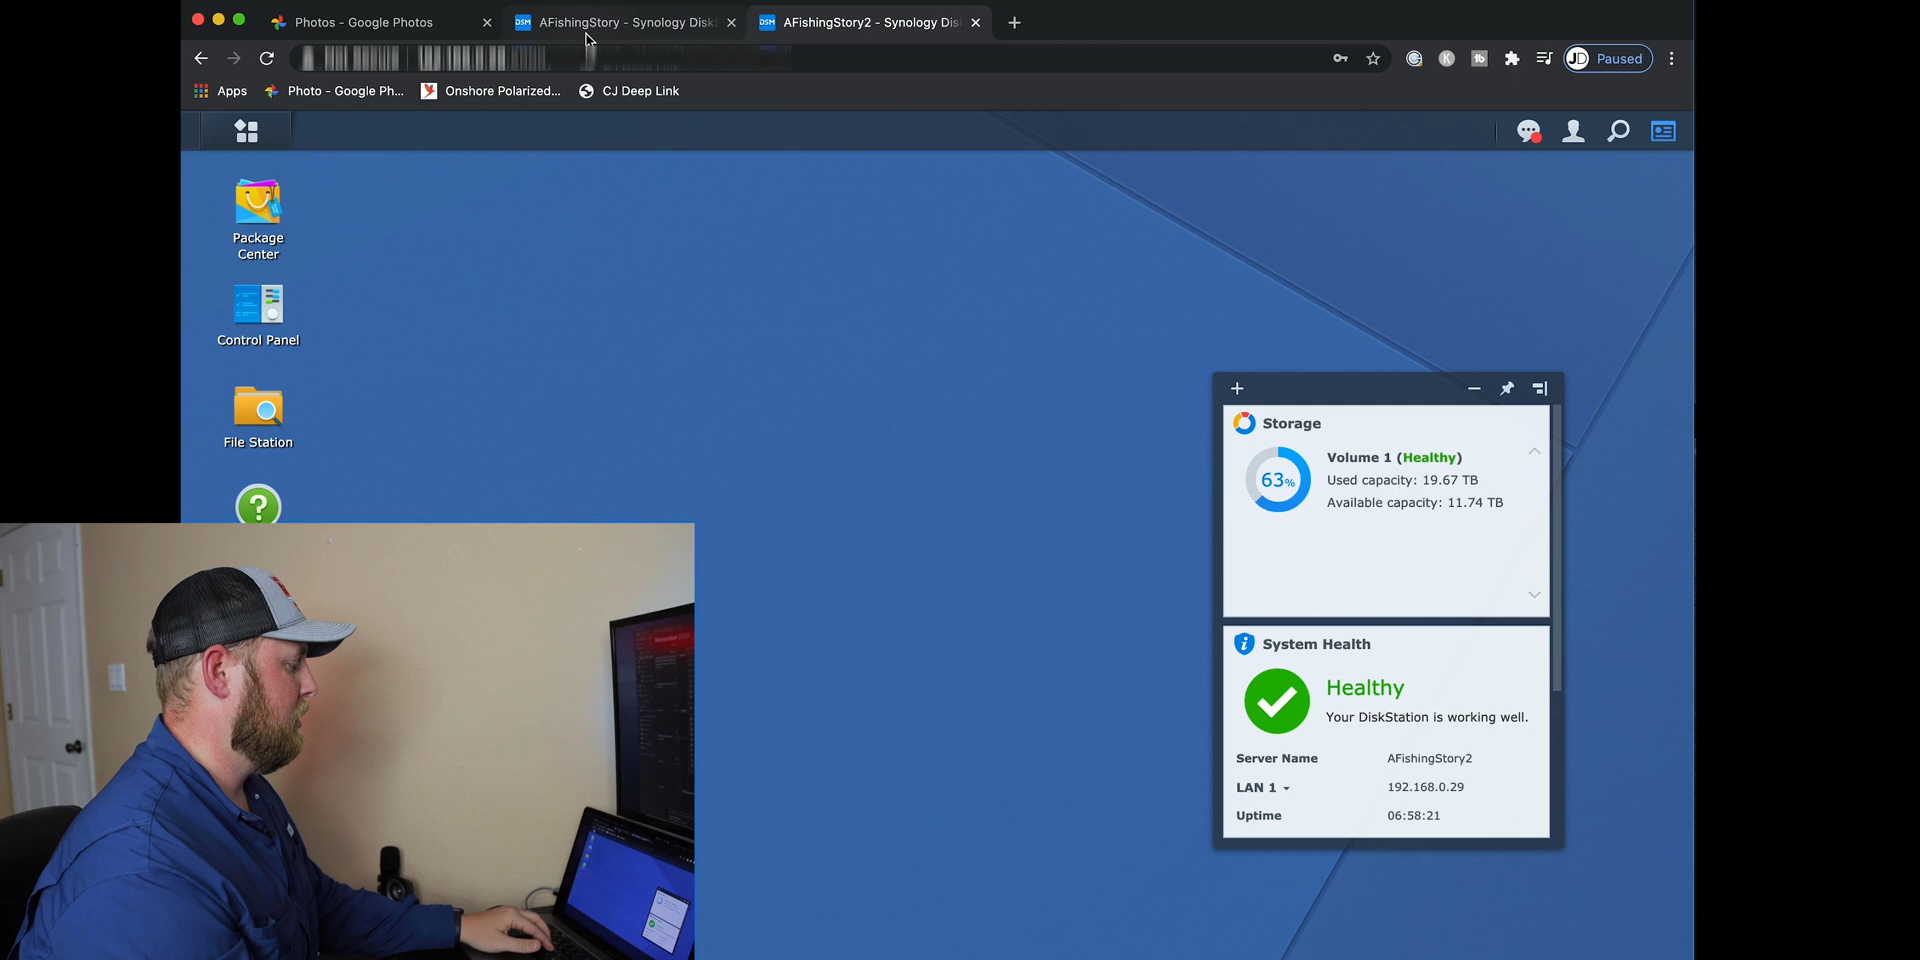 Photos - Google Photos
AFishingStory - Synology Disk
AFishingStory2 - Synology Dis
Paused
JD
Apps
Photo - Google Ph...
Onshore Polarized...
CJ Deep Link
Package
Center
Control Panel
File Station
Storage
63%
Volume 1 (Healthy)
Used capacity: 19.67 TB
Available capacity: 11.74 TB
System Health
Healthy
Your DiskStation is working well.
Server Name AFishingStory2
LAN 1 192.168.0.29
Uptime 06:58:21